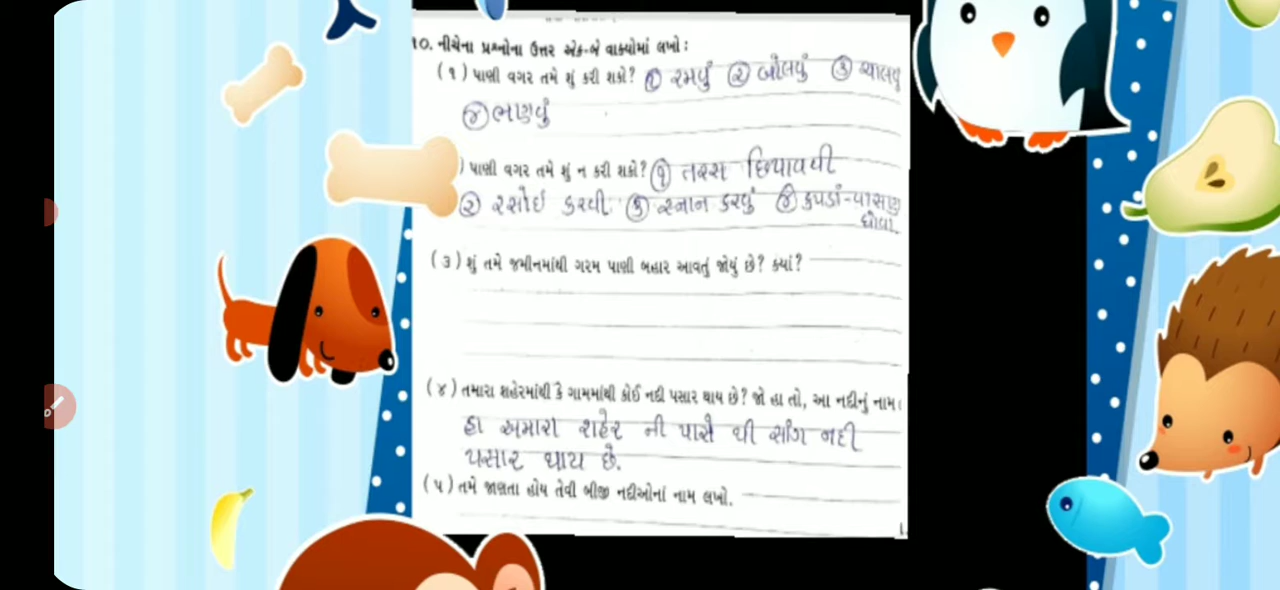 ૧૦. નીચેના પ્રશ્નોના ઉત્તર એક-બે વાક્યોમાં લખો :
(૧) પાણી વગર તમે શું કરી શકો? ① રમવું ② બોલવું ③ ચાલવુ
④ ભણવું
) પાણી વગર તમે શું ન કરી શકો? ① તરસ છિપાવવી
② રસોઇ કરવી. ③ સ્નાન કરવું ④ કપડાં-વાસણ
ધોવા.
(૩) શું તમે જમીનમાંથી ગરમ પાણી બહાર આવતું જોયું છે? ક્યાં?
(૪) તમારા શહેરમાંથી કે ગામમાંથી કોઈ નદી પસાર થાય છે? જો હા તો, આ નદીનું નામ
હા અમારા શહેર ની પાસે થી સાંગ નદી
પસાર થાય છે.
(૫) તમે જાણતા હોય તેવી બીજી નદીઓનાં નામ લખો.